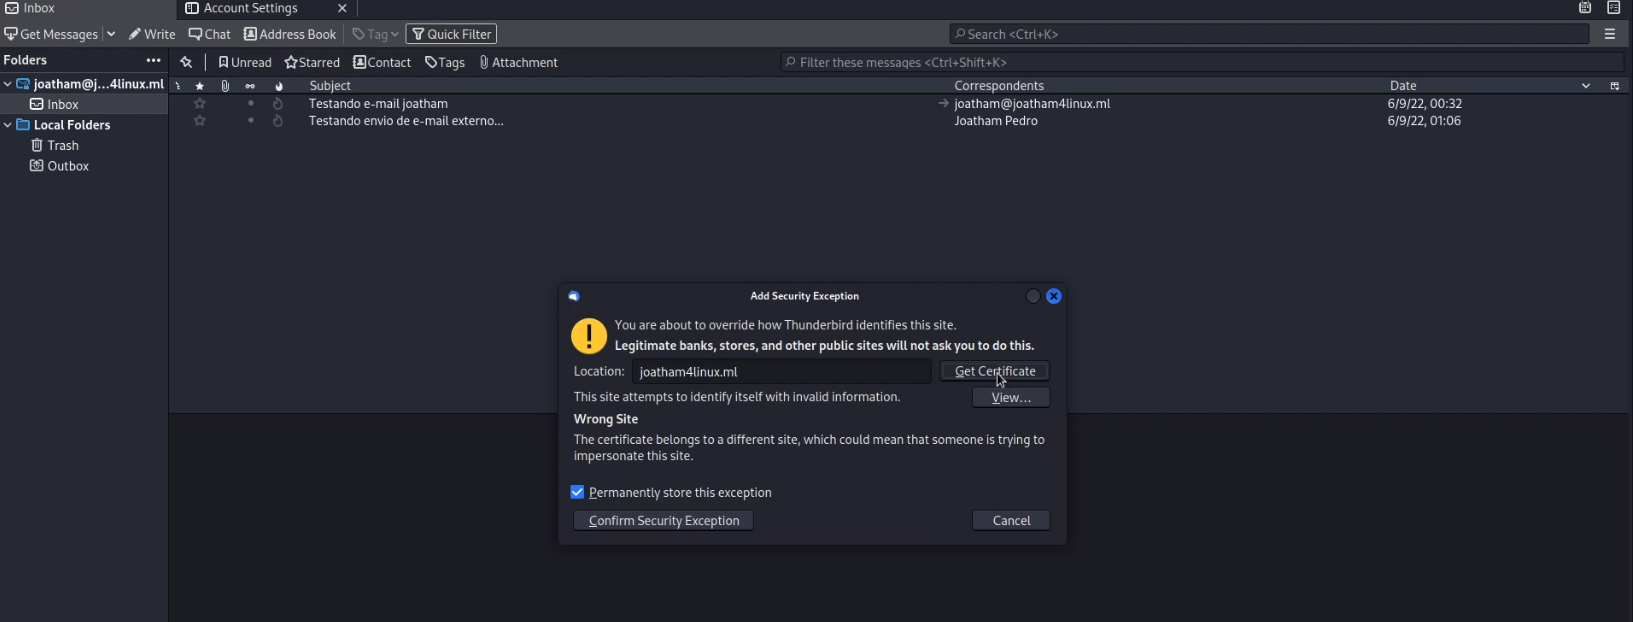 Inbox
Account Settings
Get Messages
Write
Chat
Address Book
Tag
Quick Filter
Search <Ctrl+K>
Folders
Unread
Starred
Contact
Tags
Attachment
Filter these messages <Ctrl+Shift+K>
joatham@j...4linux.ml
Subject
Correspondents
Date
Inbox
Testando e-mail joatham
joatham@joatham4linux.ml
6/9/22, 00:32
Local Folders
Testando envio de e-mail externo...
Joatham Pedro
6/9/22, 01:06
Trash
Outbox
Add Security Exception
You are about to override how Thunderbird identifies this site.
Legitimate banks, stores, and other public sites will not ask you to do this.
Location:
joatham4linux.ml
Get Certificate
This site attempts to identify itself with invalid information.
View...
Wrong Site
The certificate belongs to a different site, which could mean that someone is trying to
impersonate this site.
Permanently store this exception
Confirm Security Exception
Cancel